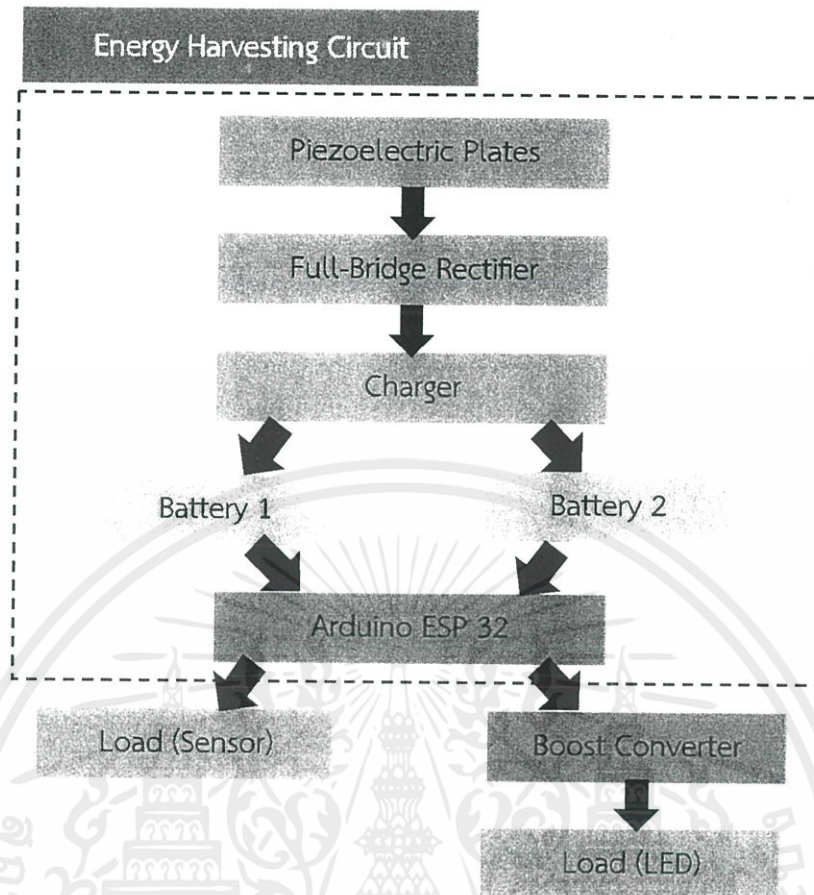 Energy Harvesting Circuit
Piezoelectric Plates
Full-Bridge Rectifier
Charger
Battery 1
Battery 2
Arduino ESP 32
Load (Sensor)
Boost Converter
Load (LED)